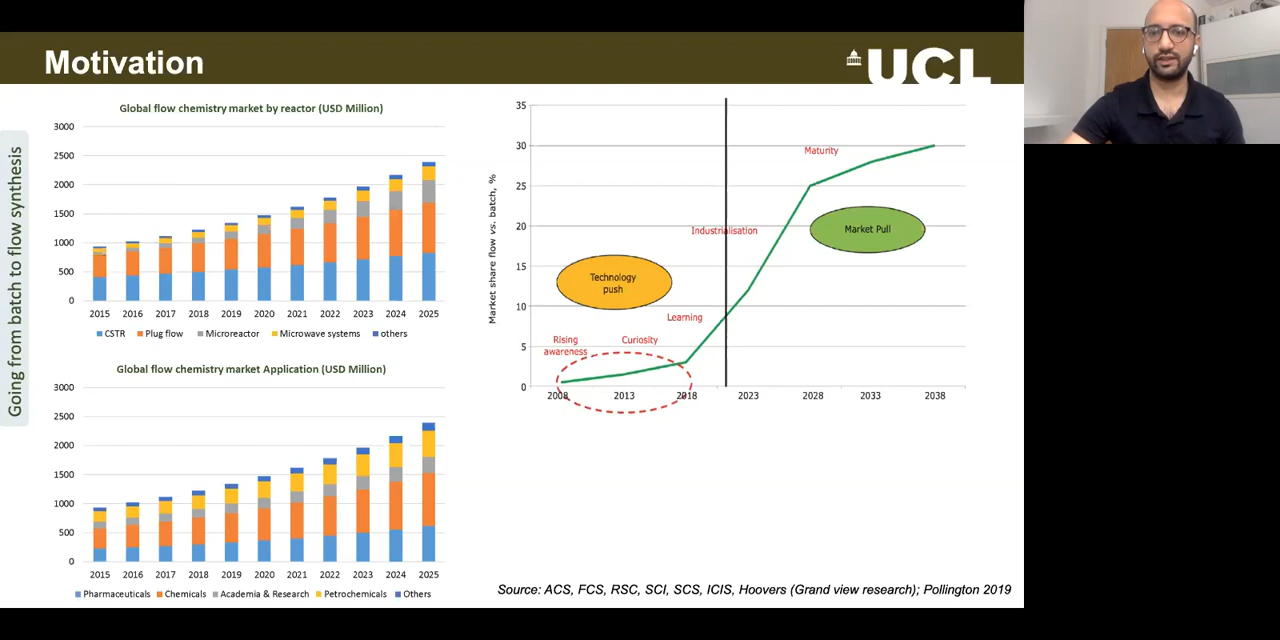 Motivation
UCL
Going from batch to flow synthesis
Global flow chemistry market by reactor (USD Million)
3000
2500
2000
1500
1000
500
0
2015 2016 2017 2018 2019 2020 2021 2022 2023 2024 2025
CSTR Plug flow Microreactor Microwave systems others
Global flow chemistry market Application (USD Million)
3000
2500
2000
1500
1000
500
0
2015 2016 2017 2018 2019 2020 2021 2022 2023 2024 2025
Pharmaceuticals Chemicals Academia & Research Petrochemicals Others
Market share flow vs. batch, %
35
30
25
20
15
10
5
0
Maturity
Industrialisation
Market Pull
Technology
push
Learning
Rising
awareness
Curiosity
2008 2013 2018 2023 2028 2033 2038
Source: ACS, FCS, RSC, SCI, SCS, ICIS, Hoovers (Grand view research); Pollington 2019